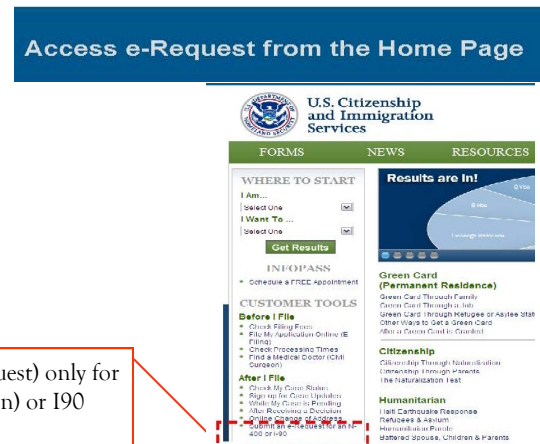 Access e-Request from the Home Page
U.S. Citizenship
and Immigration
Services
FORMS NEWS RESOURCES
WHERE TO START
I Am...
Select One
I Want To ...
Select One
Get Results
INFOPASS
Schedule a FREE Appointment
CUSTOMER TOOLS
Before I File
Check Filing Fees
File My Application Online (E
Filing)
Check Processing Times
Find a Medical Doctor (Civil
Surgeon)
After I File
Check My Case Status
Sign up for Case Updates
While My Case is Pending
After Receiving a Decision
Online Change of Address
Submit an e-Request for an N-
400 or I-90
Results are In!
Green Card
(Permanent Residence)
Green Card Through Family
Green Card Through a Job
Green Card Through Refugee or Asylee Stat
Other Ways to Get a Green Card
After a Green Card is Granted
Citizenship
Citizenship Through Naturalization
Citizenship Through Parents
The Naturalization Test
Humanitarian
Haiti Earthquake Response
Refugees & Asylum
Humanitarian Parole
Battered Spouse, Children & Parents
uest) only for
n) or I90